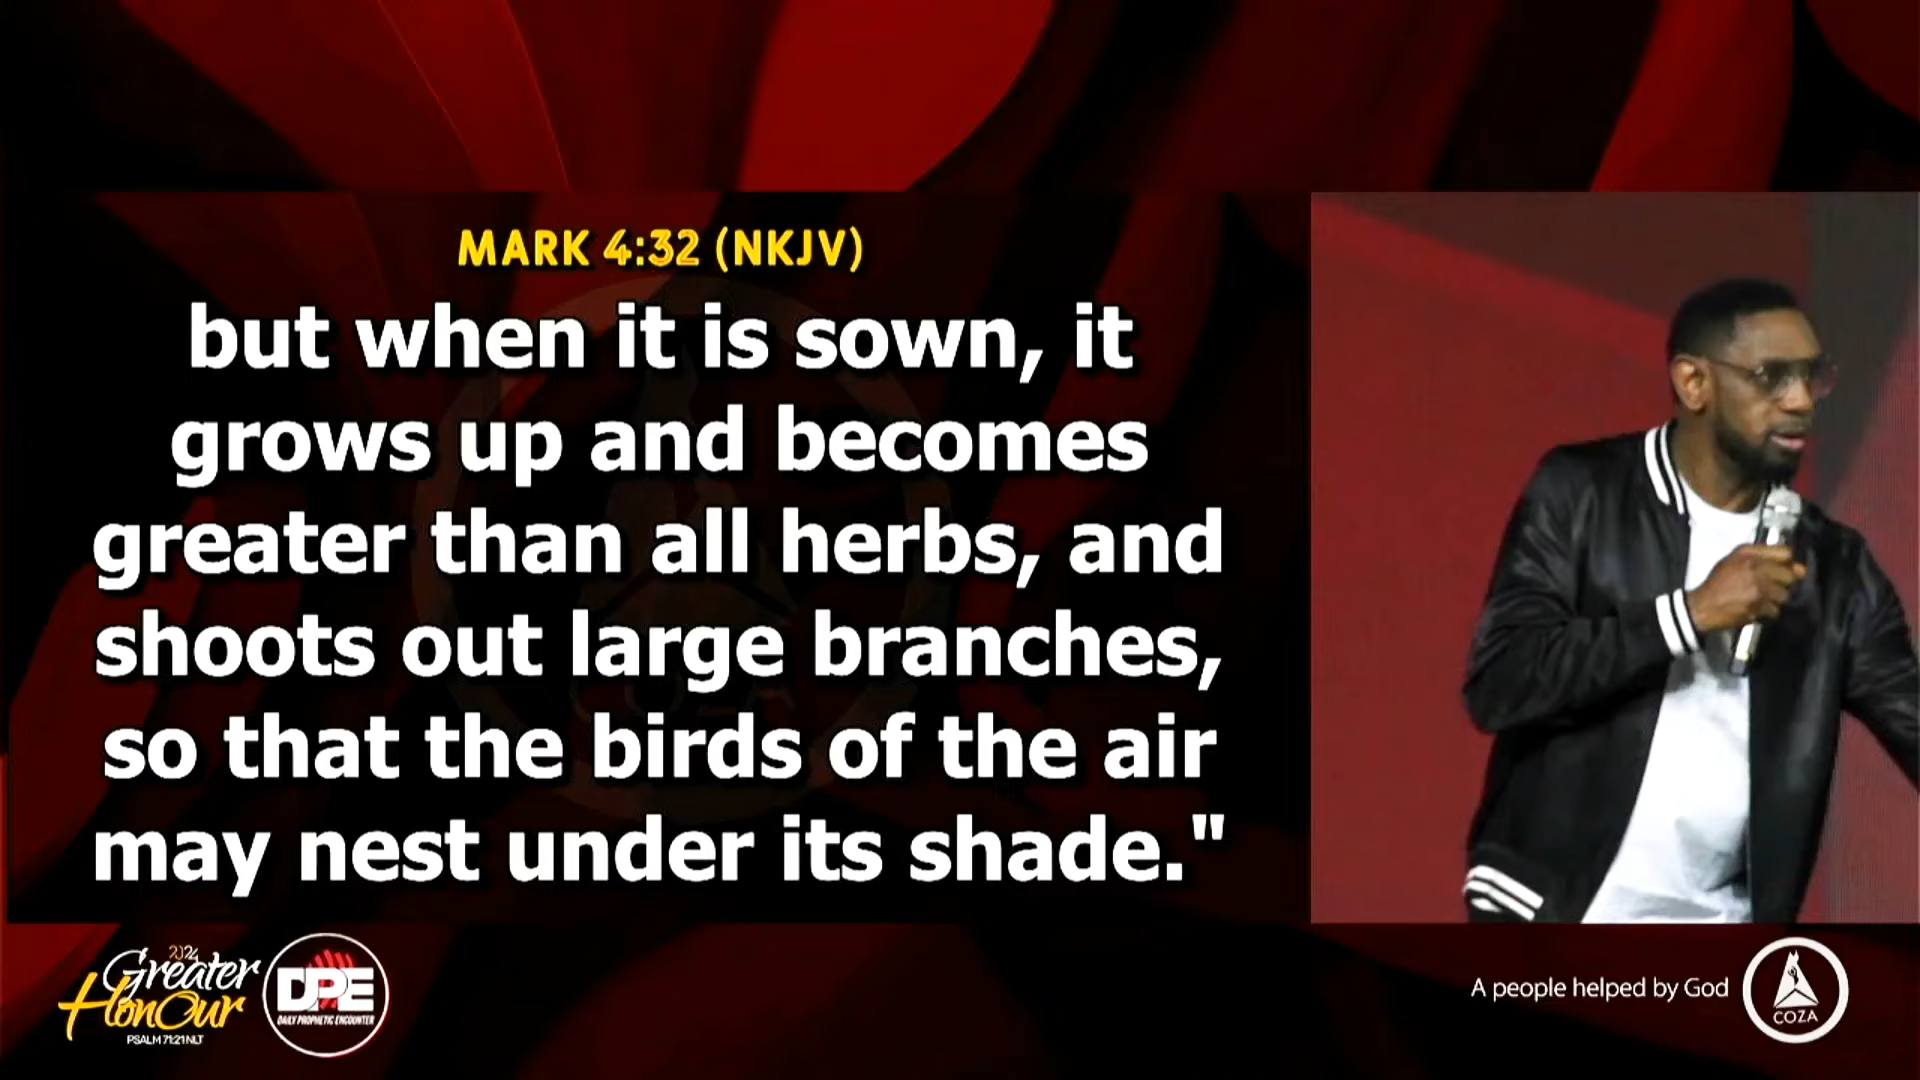 MARK 4:32 (NKJV)
but when it is sown, it
grows up and becomes
greater than all herbs, and
shoots out large branches,
so that the birds of the air
may nest under its shade."
2024
Greater
HonOur
PSALM 71:21 NLT
DPE
DAILY PROPHETIC ENCOUNTER
A people helped by God
COZA